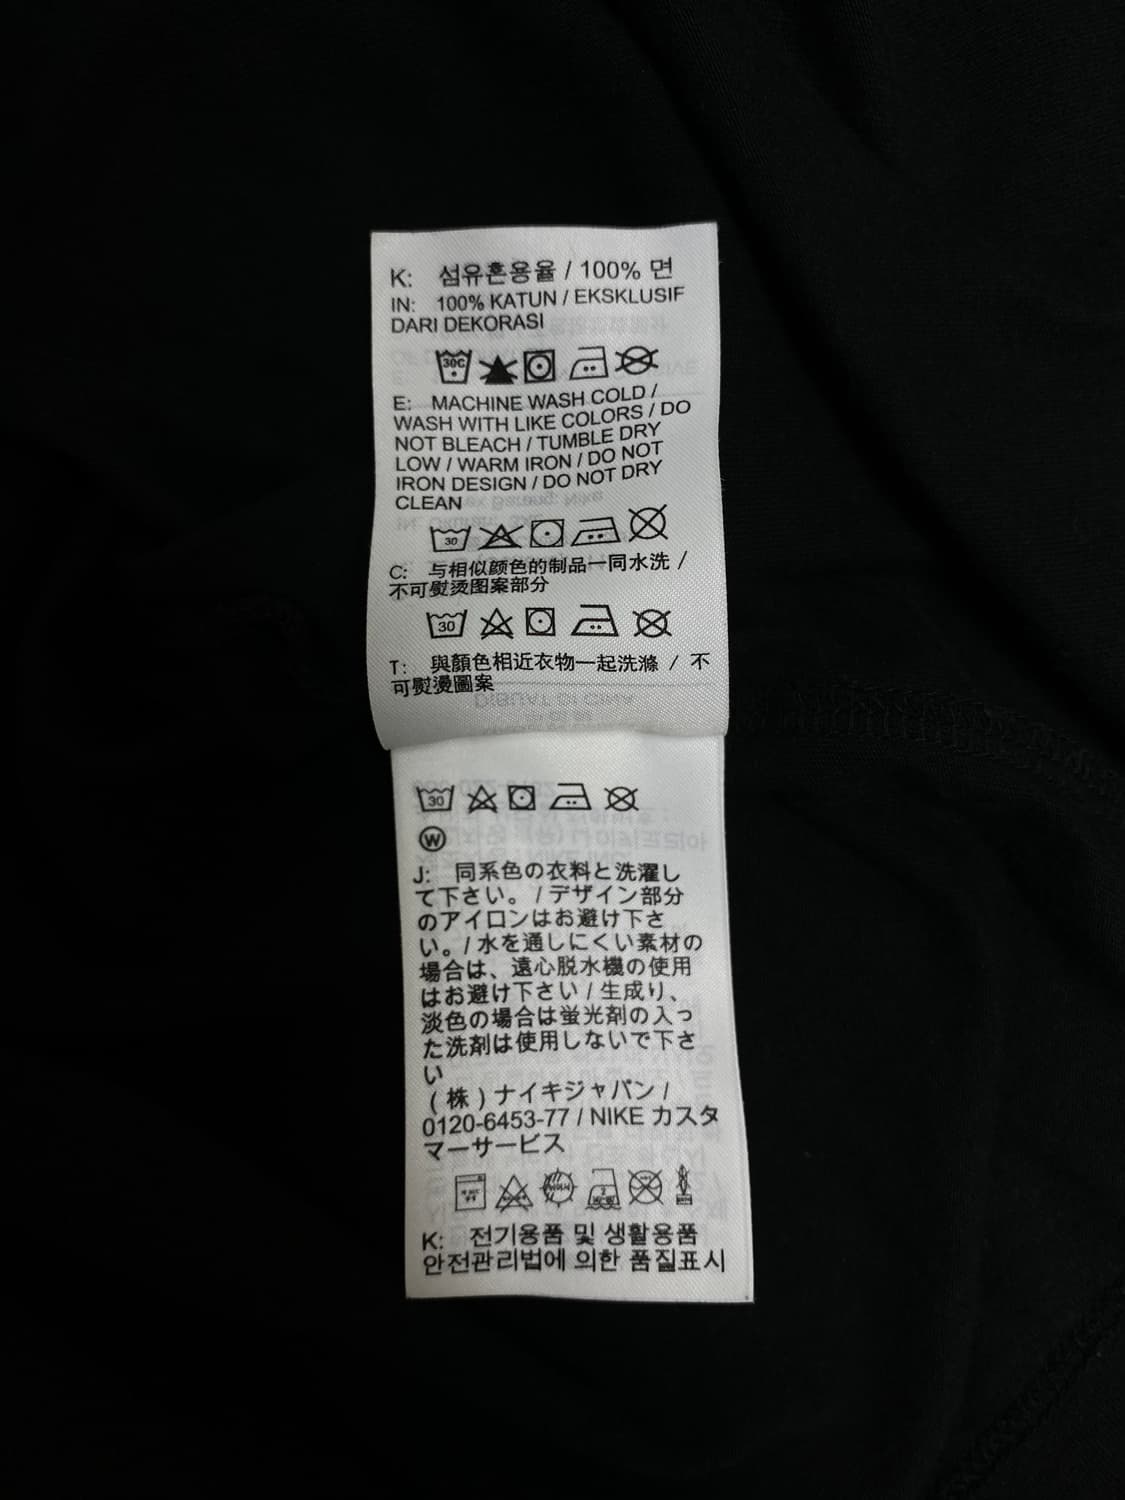 K: 섬유혼용율 / 100% 면
IN: 100% KATUN / EKSKLUSIF
DARI DEKORASI
30C
E: MACHINE WASH COLD /
WASH WITH LIKE COLORS / DO
NOT BLEACH / TUMBLE DRY
LOW / WARM IRON / DO NOT
IRON DESIGN / DO NOT DRY
CLEAN
30
C: 与相似颜色的制品一同水洗 /
不可熨烫图案部分
30
T: 與顏色相近衣物一起洗滌 / 不
可熨燙圖案
30
W
J: 同系色の衣料と洗濯し
て下さい。 / デザイン部分
のアイロンはお避け下さ
い。/ 水を通しにくい素材の
場合は、遠心脱水機の使用
はお避け下さい / 生成り、
淡色の場合は蛍光剤の入っ
た洗剤は使用しないで下さ
い
(株) ナイキジャパン /
0120-6453-77 / NIKE カスタ
マーサービス
K: 전기용품 및 생활용품
안전관리법에 의한 품질표시